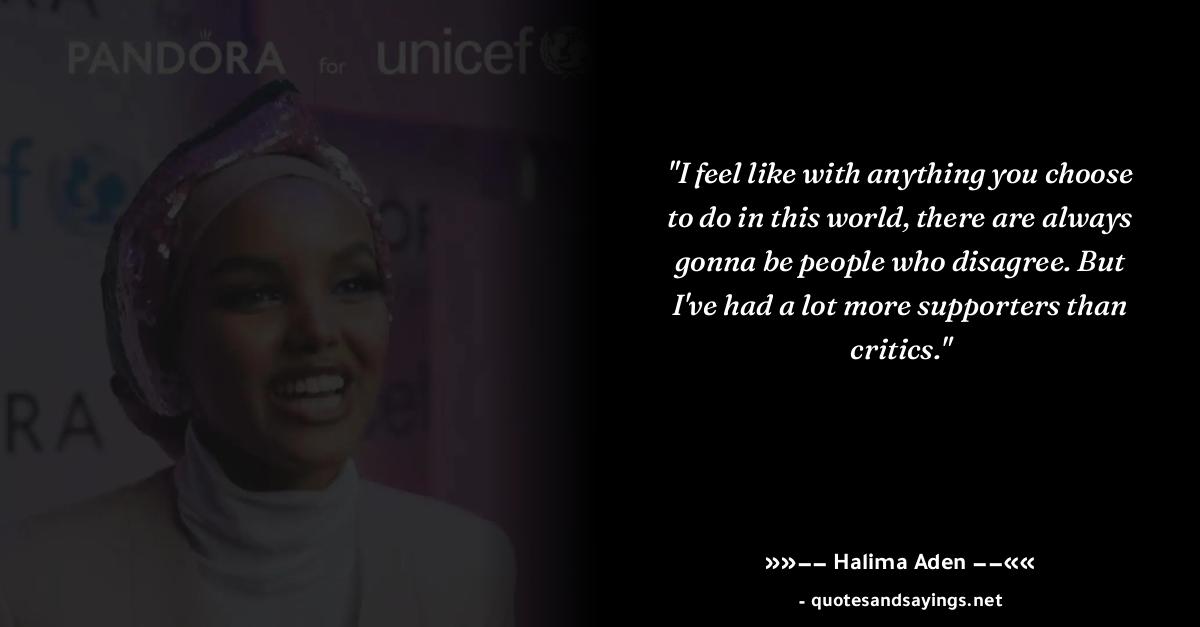 PANDORA for unicef
f
"I feel like with anything you choose
to do in this world, there are always
gonna be people who disagree. But
I've had a lot more supporters than
critics."
RA
»»–– Halima Aden ––««
- quotesandsayings.net